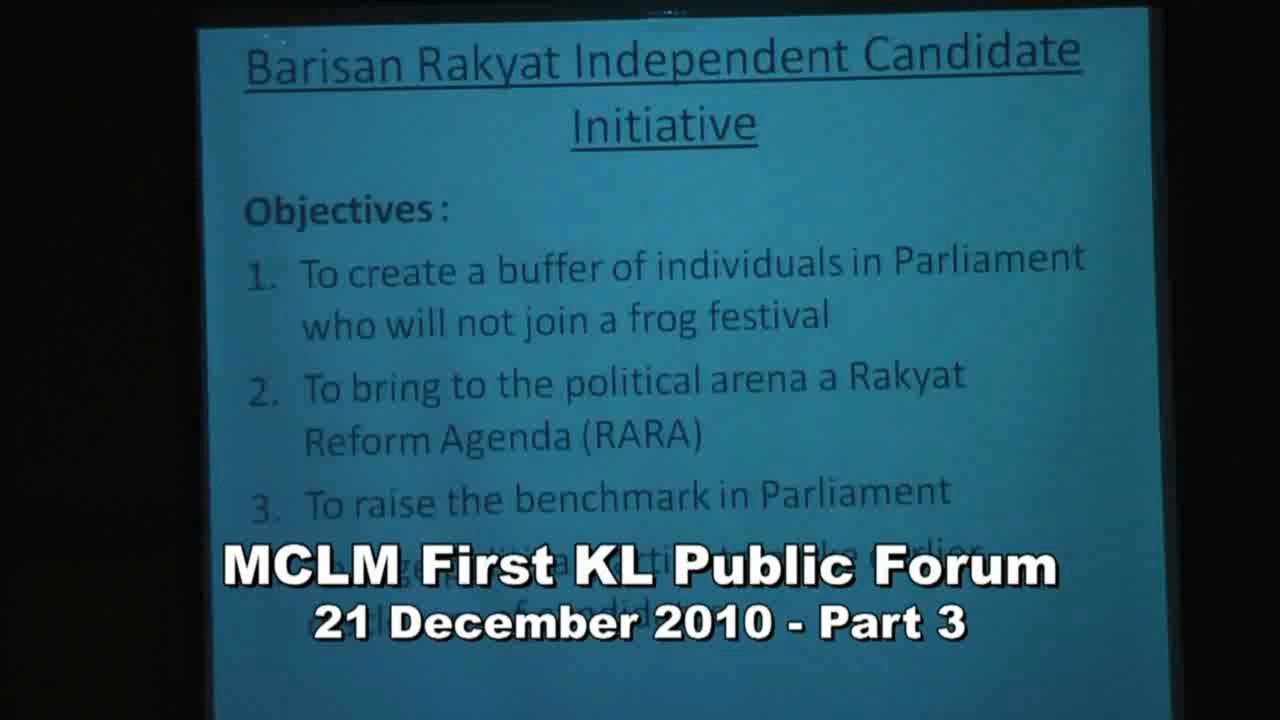 Barisan Rakyat Independent Candidate
Initiative
Objectives :
1. To create a buffer of individuals in Parliament
who will not join a frog festival
2. To bring to the political arena a Rakyat
Reform Agenda (RARA)
3. To raise the benchmark in Parliament
MCLM First KL Public Forum
21 December 2010 - Part 3